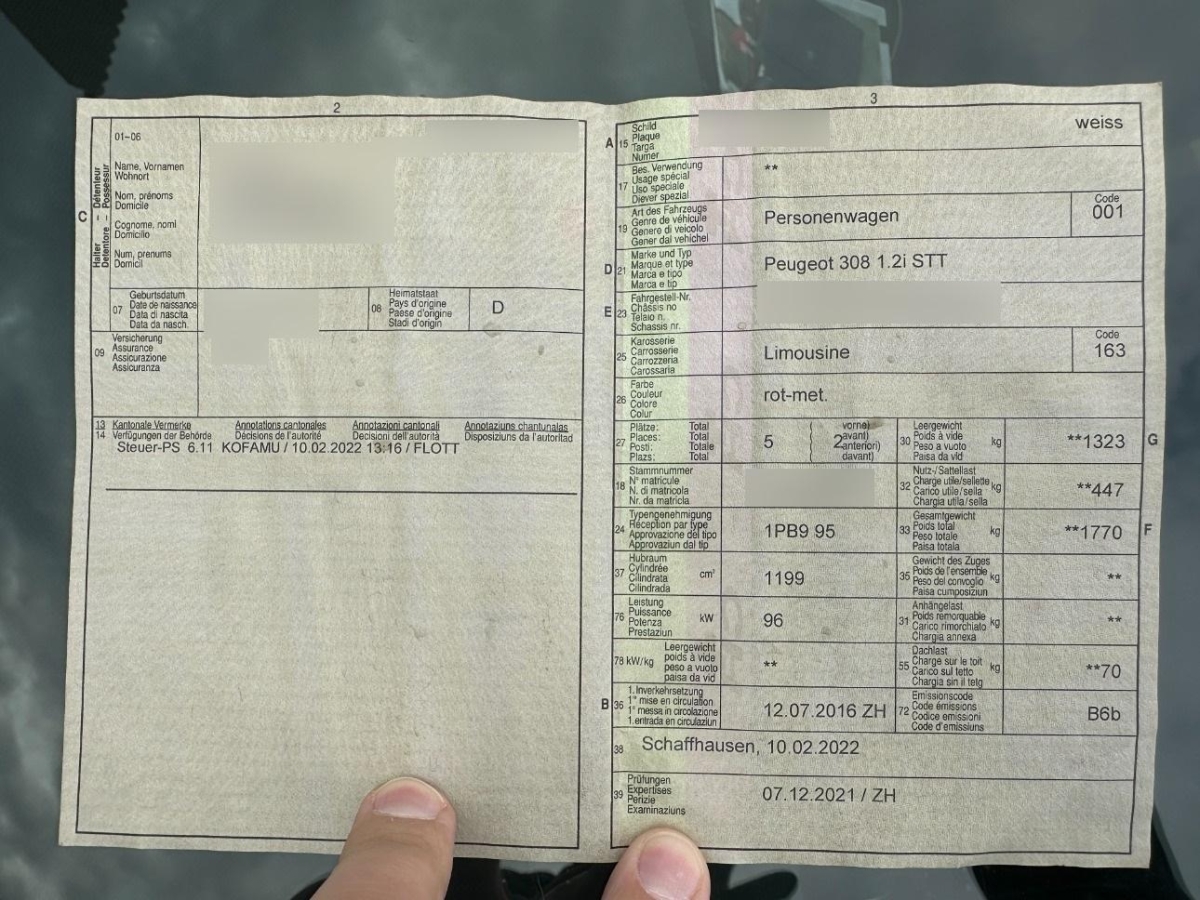 2
C
Halter – Détenteur
Detentore – Possessur
01–06
Name, Vornamen
Wohnort
Nom, prénoms
Domicile
Cognome, nomi
Domicilio
Num, prenums
Domicil
07
Geburtsdatum
Date de naissance
Data di nascita
Data da nasch.
08
Heimatstaat
Pays d'origine
Paese d'origine
Stadi d'origin
D
09
Versicherung
Assurance
Assicurazione
Assicuranza
13 Kantonale Vermerke Annotations cantonales Annotazioni cantonali Annotaziuns chantunalas
14 Verfügungen der Behörde Décisions de l'autorité Decisioni dell'autorità Disposiziuns da l'autoritad
Steuer-PS 6.11 KOFAMU / 10.02.2022 13:16 / FLOTT
3
A 15
Schild
Plaque
Targa
Numer
weiss
17
Bes. Verwendung
Usage spécial
Uso speciale
Diever spezial
**
19
Art des Fahrzeugs
Genre de véhicule
Genere di veicolo
Gener dal vehichel
Personenwagen
Code
001
D 21
Marke und Typ
Marque et type
Marca e tipo
Marca e tip
Peugeot 308 1.2i STT
E 23
Fahrgestell-Nr.
Châssis no
Telaio n.
Schassis nr.
25
Karosserie
Carrosserie
Carrozzeria
Carossaria
Limousine
Code
163
26
Farbe
Couleur
Colore
Colur
rot-met.
27
Plätze: Total
Places: Total
Posti: Totale
Plazs: Total
5
(vorne)
avant)
2 anteriori)
davant)
30
Leergewicht
Poids à vide
Peso a vuoto
Paisa da vid
kg
**1323
G
18
Stammnummer
N° matricule
N. di matricola
Nr. da matricla
32
Nutz-/Sattellast
Charge utile/sellette
Carico utile/sella
Chargia utila/sella
kg
**447
24
Typengenehmigung
Réception par type
Approvazione del tipo
Approvaziun dal tip
1PB9 95
33
Gesamtgewicht
Poids total
Peso totale
Paisa totala
kg
**1770
F
37
Hubraum
Cylindrée
Cilindrata
Cilindrada
cm³
1199
35
Gewicht des Zuges
Poids de l'ensemble
Peso del convoglio
Paisa cumposiziun
kg
**
76
Leistung
Puissance
Potenza
Prestaziun
kW
96
31
Anhängelast
Poids remorquable
Carico rimorchiato
Chargia annexa
kg
**
78 kW/kg
Leergewicht
poids à vide
peso a vuoto
paisa da vid
**
55
Dachlast
Charge sur le toit
Carico sul tetto
Chargia sin il tetg
kg
**70
B 36
1. Inverkehrsetzung
1re mise en circulation
1a messa in circolazione
1. entrada en circulaziun
12.07.2016 ZH
72
Emissionscode
Code émissions
Codice emissioni
Code d'emissiuns
B6b
38
Schaffhausen, 10.02.2022
39
Prüfungen
Expertises
Perizie
Examinaziuns
07.12.2021 / ZH